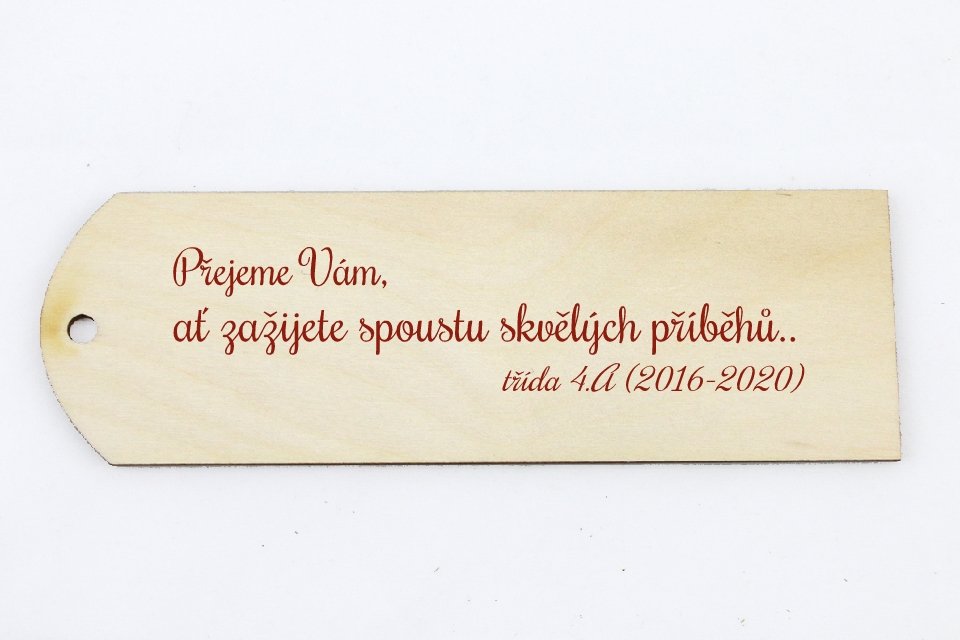 Přejeme Vám,
ať zažijete spoustu skvělých příběhů..
třída 4.A (2016-2020)